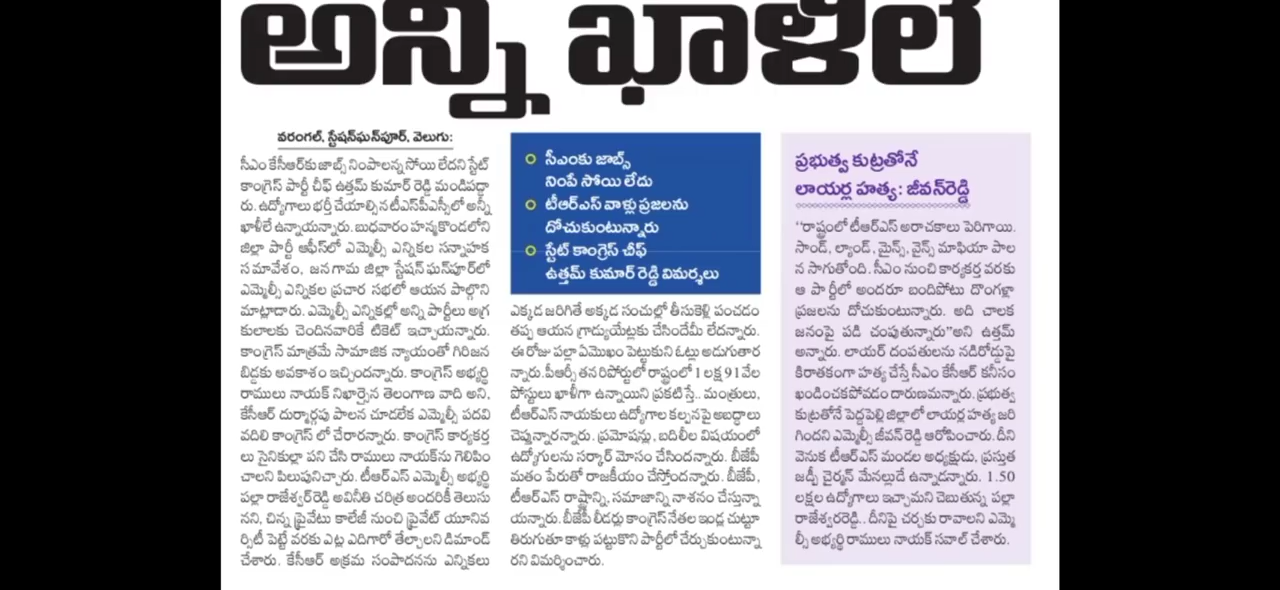 అన్ని ఖాళీలే
వరంగల్, స్టేషన్‌ఘన్‌పూర్, వెలుగు:
సీఎం కేసీఆర్‌కు జాబ్స్ నింపాలన్న సోయి లేదని స్టేట్
కాంగ్రెస్ పార్టీ చీఫ్ ఉత్తమ్ కుమార్ రెడ్డి మండిపడ్డా
రు. ఉద్యోగాలు భర్తీ చేయాల్సిన టీఎస్‌పీఎస్సీలో అన్నీ
ఖాళీలే ఉన్నాయన్నారు. బుధవారం హన్మకొండలోని
జిల్లా పార్టీ ఆఫీస్‌లో ఎమ్మెల్సీ ఎన్నికల సన్నాహక
స మావేశం, జన గామ జిల్లా స్టేషన్ ఘన్‌పూర్‌లో
ఎమ్మెల్సీ ఎన్నికల ప్రచార సభలో ఆయన పాల్గొని
మాట్లాడారు. ఎమ్మెల్సీ ఎన్నికల్లో అన్ని పార్టీలు అగ్ర
కులాలకు చెందినవారికే టికెట్ ఇచ్చాయన్నారు.
కాంగ్రెస్ మాత్రమే సామాజిక న్యాయంతో గిరిజన
బిడ్డకు అవకాశం ఇచ్చిందన్నారు. కాంగ్రెస్ అభ్యర్థి
రాములు నాయక్ నిఖార్సైన తెలంగాణ వాది అని,
కేసీఆర్ దుర్మార్గపు పాలన చూడలేక ఎమ్మెల్సీ పదవి
వదిలి కాంగ్రెస్ లో చేరారన్నారు. కాంగ్రెస్ కార్యకర్త
లు సైనికుల్లా పని చేసి రాములు నాయక్‌ను గెలిపిం
చాలని పిలుపునిచ్చారు. టీఆర్ఎస్ ఎమ్మెల్సీ అభ్యర్థి
పల్లా రాజేశ్వర్ రెడ్డి అవినీతి చరిత్ర అందరికీ తెలుసు
నని, చిన్న ప్రైవేటు కాలేజీ నుంచి ప్రైవేట్ యూనివ
ర్సిటీ పెట్టే వరకు ఎట్ల ఎదిగారో తేల్చాలని డిమాండ్
చేశారు. కేసీఆర్ అక్రమ సంపాదనను ఎన్నికలు
సీఎంకు జాబ్స్
నింపే సోయి లేదు
టీఆర్ఎస్ వాళ్లు ప్రజలను
దోచుకుంటున్నారు
స్టేట్ కాంగ్రెస్ చీఫ్
ఉత్తమ్ కుమార్ రెడ్డి విమర్శలు
ఎక్కడ జరిగితే అక్కడ సంచుల్లో తీసుకెళ్లి పంచడం
తప్ప ఆయన గ్రాడ్యుయేట్లకు చేసిందేమీ లేదన్నారు.
ఈ రోజు పల్లా ఏమొఖం పెట్టుకుని ఓట్లు అడుగుతార
న్నారు. పీఆర్సీ తన రిపోర్టులో రాష్ట్రంలో 1 లక్ష 91 వేల
పోస్టులు ఖాళీగా ఉన్నాయిని ప్రకటిస్తే.. మంత్రులు,
టీఆర్ఎస్ నాయకులు ఉద్యోగాల కల్పనపై అబద్ధాలు
చెప్తున్నారన్నారు. ప్రమోషన్లు, బదిలీల విషయంలో
ఉద్యోగులను సర్కార్ మోసం చేసిందన్నారు. బీజేపీ
మతం పేరుతో రాజకీయం చేస్తోందన్నారు. బీజేపీ,
టీఆర్ఎస్ రాష్ట్రాన్ని, సమాజాన్ని నాశనం చేస్తున్నా
యన్నారు. బీజేపీ లీడర్లు కాంగ్రెస్ నేతల ఇండ్ల చుట్టూ
తిరుగుతూ కాళ్లు పట్టుకొని పార్టీలో చేర్చుకుంటున్నా
రని విమర్శించారు.
ప్రభుత్వ కుట్రతోనే
లాయర్ల హత్య: జీవన్‌రెడ్డి
“రాష్ట్రంలో టీఆర్ఎస్ అరాచకాలు పెరిగాయి.
సాండ్, ల్యాండ్, మైన్స్, వైన్స్ మాఫియా పాల
న సాగుతోంది. సీఎం నుంచి కార్యకర్త వరకు
ఆ పా ర్టీలో అందరూ బందిపోటు దొంగల్లా
ప్రజలను దోచుకుంటున్నారు. అది చాలక
జనంపై పడి చంపుతున్నారు”అని ఉత్తమ్
అన్నారు. లాయర్ దంపతులను నడిరోడ్డుపై
కిరాతకంగా హత్య చేస్తే సీఎం కేసీఆర్ కనీసం
ఖండించకపోవడం దారుణమన్నారు. ప్రభుత్వ
కుట్రతోనే పెద్దపెల్లి జిల్లాలో లాయర్ల హత్య జరి
గిందని ఎమ్మెల్సీ జీవన్ రెడ్డి ఆరోపించారు. దీని
వెనుక టీఆర్ఎస్ మండల అధ్యక్షుడు, ప్రస్తుత
జడ్పీ చైర్మన్ మేనల్లుడే ఉన్నాడన్నారు. 1.50
లక్షల ఉద్యోగాలు ఇచ్చామని చెబుతున్న పల్లా
రాజేశ్వరరెడ్డి.. దీనిపై చర్చకు రావాలని ఎమ్మె
ల్సీ అభ్యర్థి రాములు నాయక్ సవాల్ చేశారు.